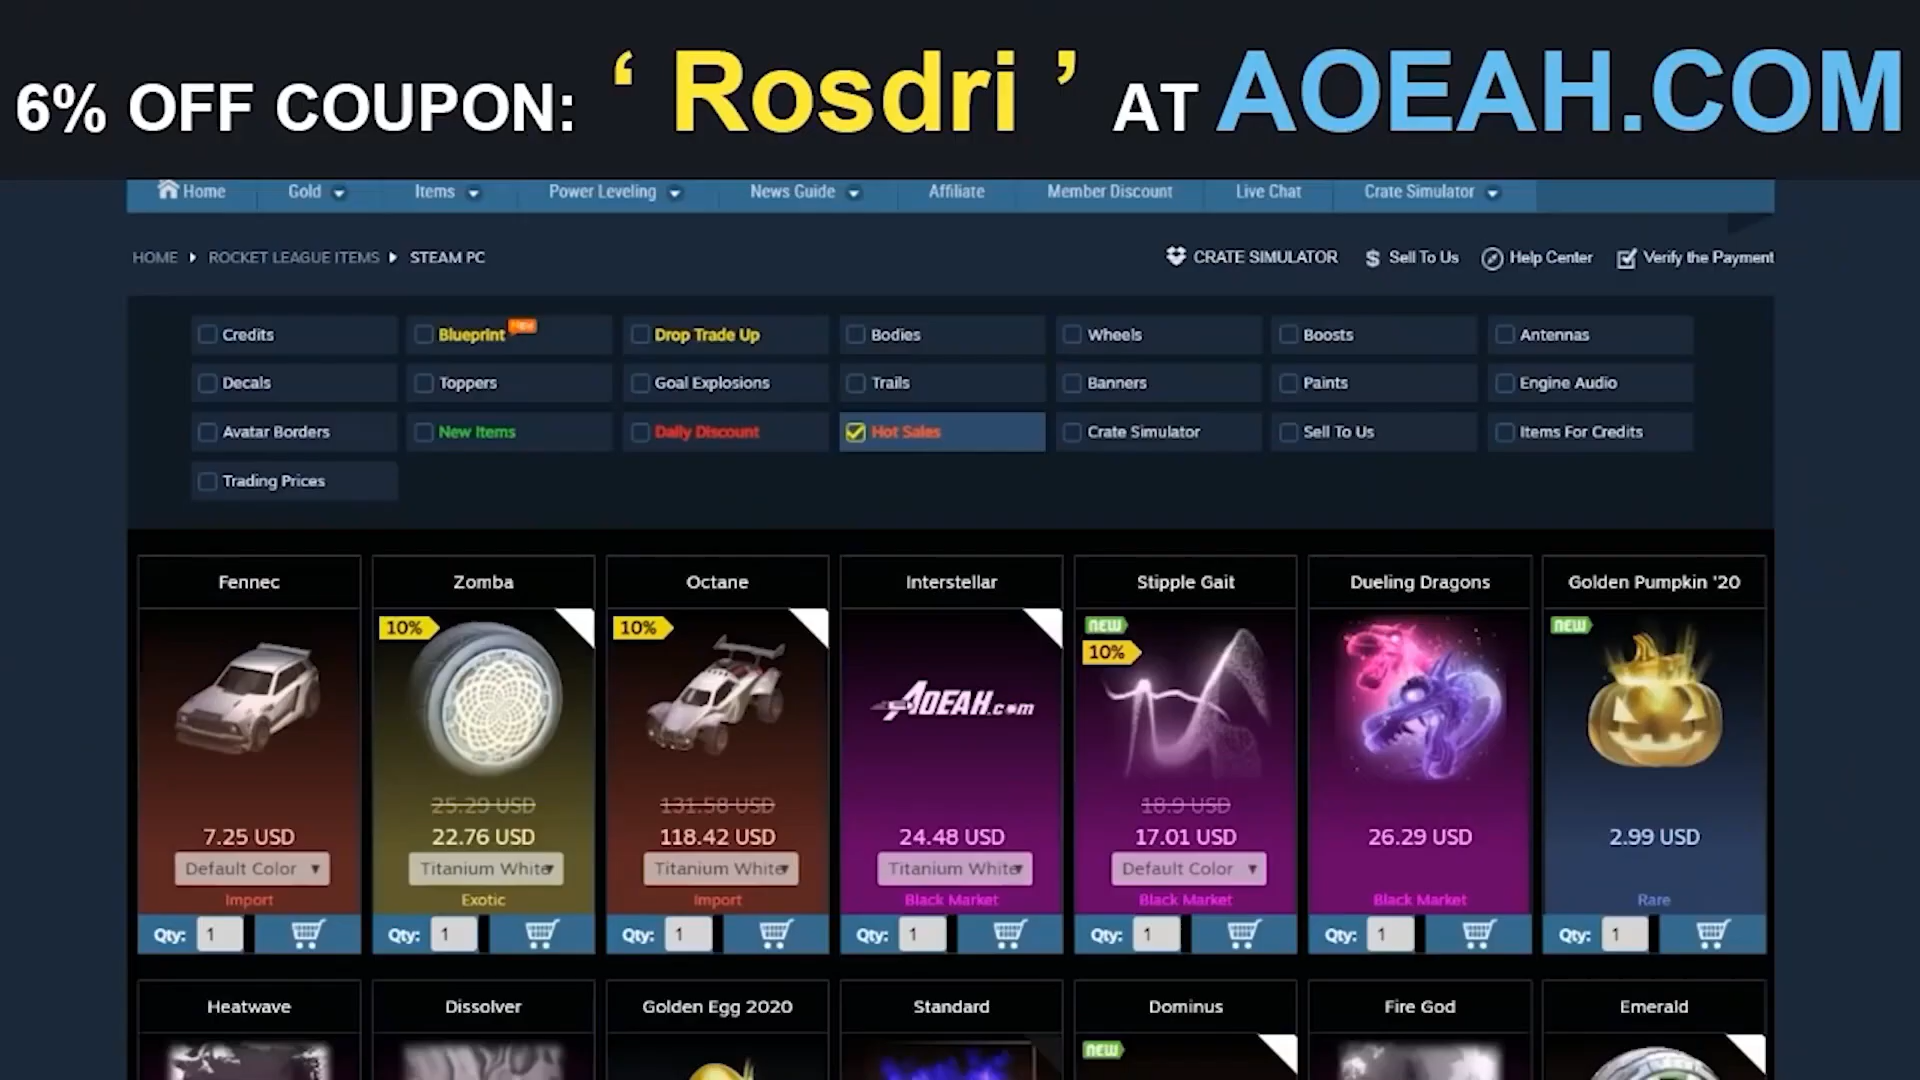 6% OFF COUPON: ‘ Rosdri ’ AT AOEAH.COM
Home Gold Items Power Leveling News Guide Affiliate Member Discount Live Chat Crate Simulator
HOME ROCKET LEAGUE ITEMS STEAM PC CRATE SIMULATOR $ Sell To Us Help Center Verify the Payment
Credits Blueprint New Drop Trade Up Bodies Wheels Boosts Antennas
Decals Toppers Goal Explosions Trails Banners Paints Engine Audio
Avatar Borders New Items Daily Discount Hot Sales Crate Simulator Sell To Us Items For Credits
Trading Prices
Fennec Zomba Octane Interstellar Stipple Gait Dueling Dragons Golden Pumpkin '20
10% 10% NEW NEW
10%
AOEAH.com
25.29 USD 131.58 USD 18.9 USD
7.25 USD 22.76 USD 118.42 USD 24.48 USD 17.01 USD 26.29 USD 2.99 USD
Default Color Titanium White Titanium White Titanium White Default Color
Import Exotic Import Black Market Black Market Black Market Rare
Qty: 1 Qty: 1 Qty: 1 Qty: 1 Qty: 1 Qty: 1 Qty: 1
Heatwave Dissolver Golden Egg 2020 Standard Dominus Fire God Emerald
NEW